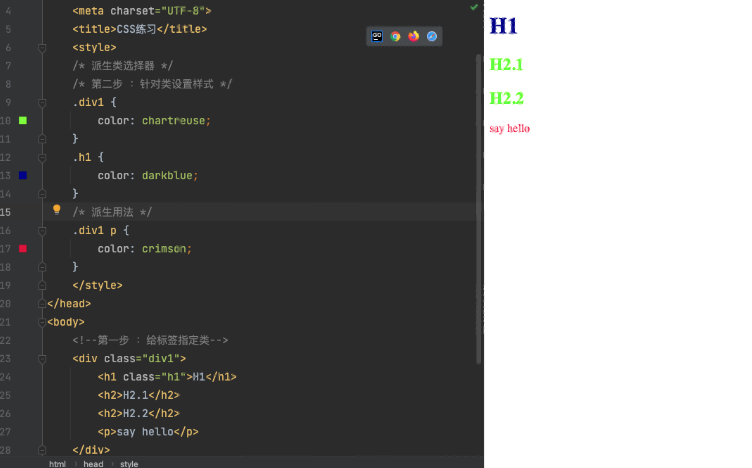 4 <meta charset="UTF-8">
5 <title>CSS练习</title>
6 <style>
7 /* 派生类选择器 */
8 /* 第二步 : 针对类设置样式 */
9 .div1 {
10 color: chartreuse;
11 }
12 .h1 {
13 color: darkblue;
14 }
15 /* 派生用法 */
16 .div1 p {
17 color: crimson;
18 }
19 </style>
20 </head>
21 <body>
22 <!--第一步 : 给标签指定类-->
23 <div class="div1">
24 <h1 class="h1">H1</h1>
25 <h2>H2.1</h2>
26 <h2>H2.2</h2>
27 <p>say hello</p>
28 </div>
html › head › style
H1
H2.1
H2.2
say hello